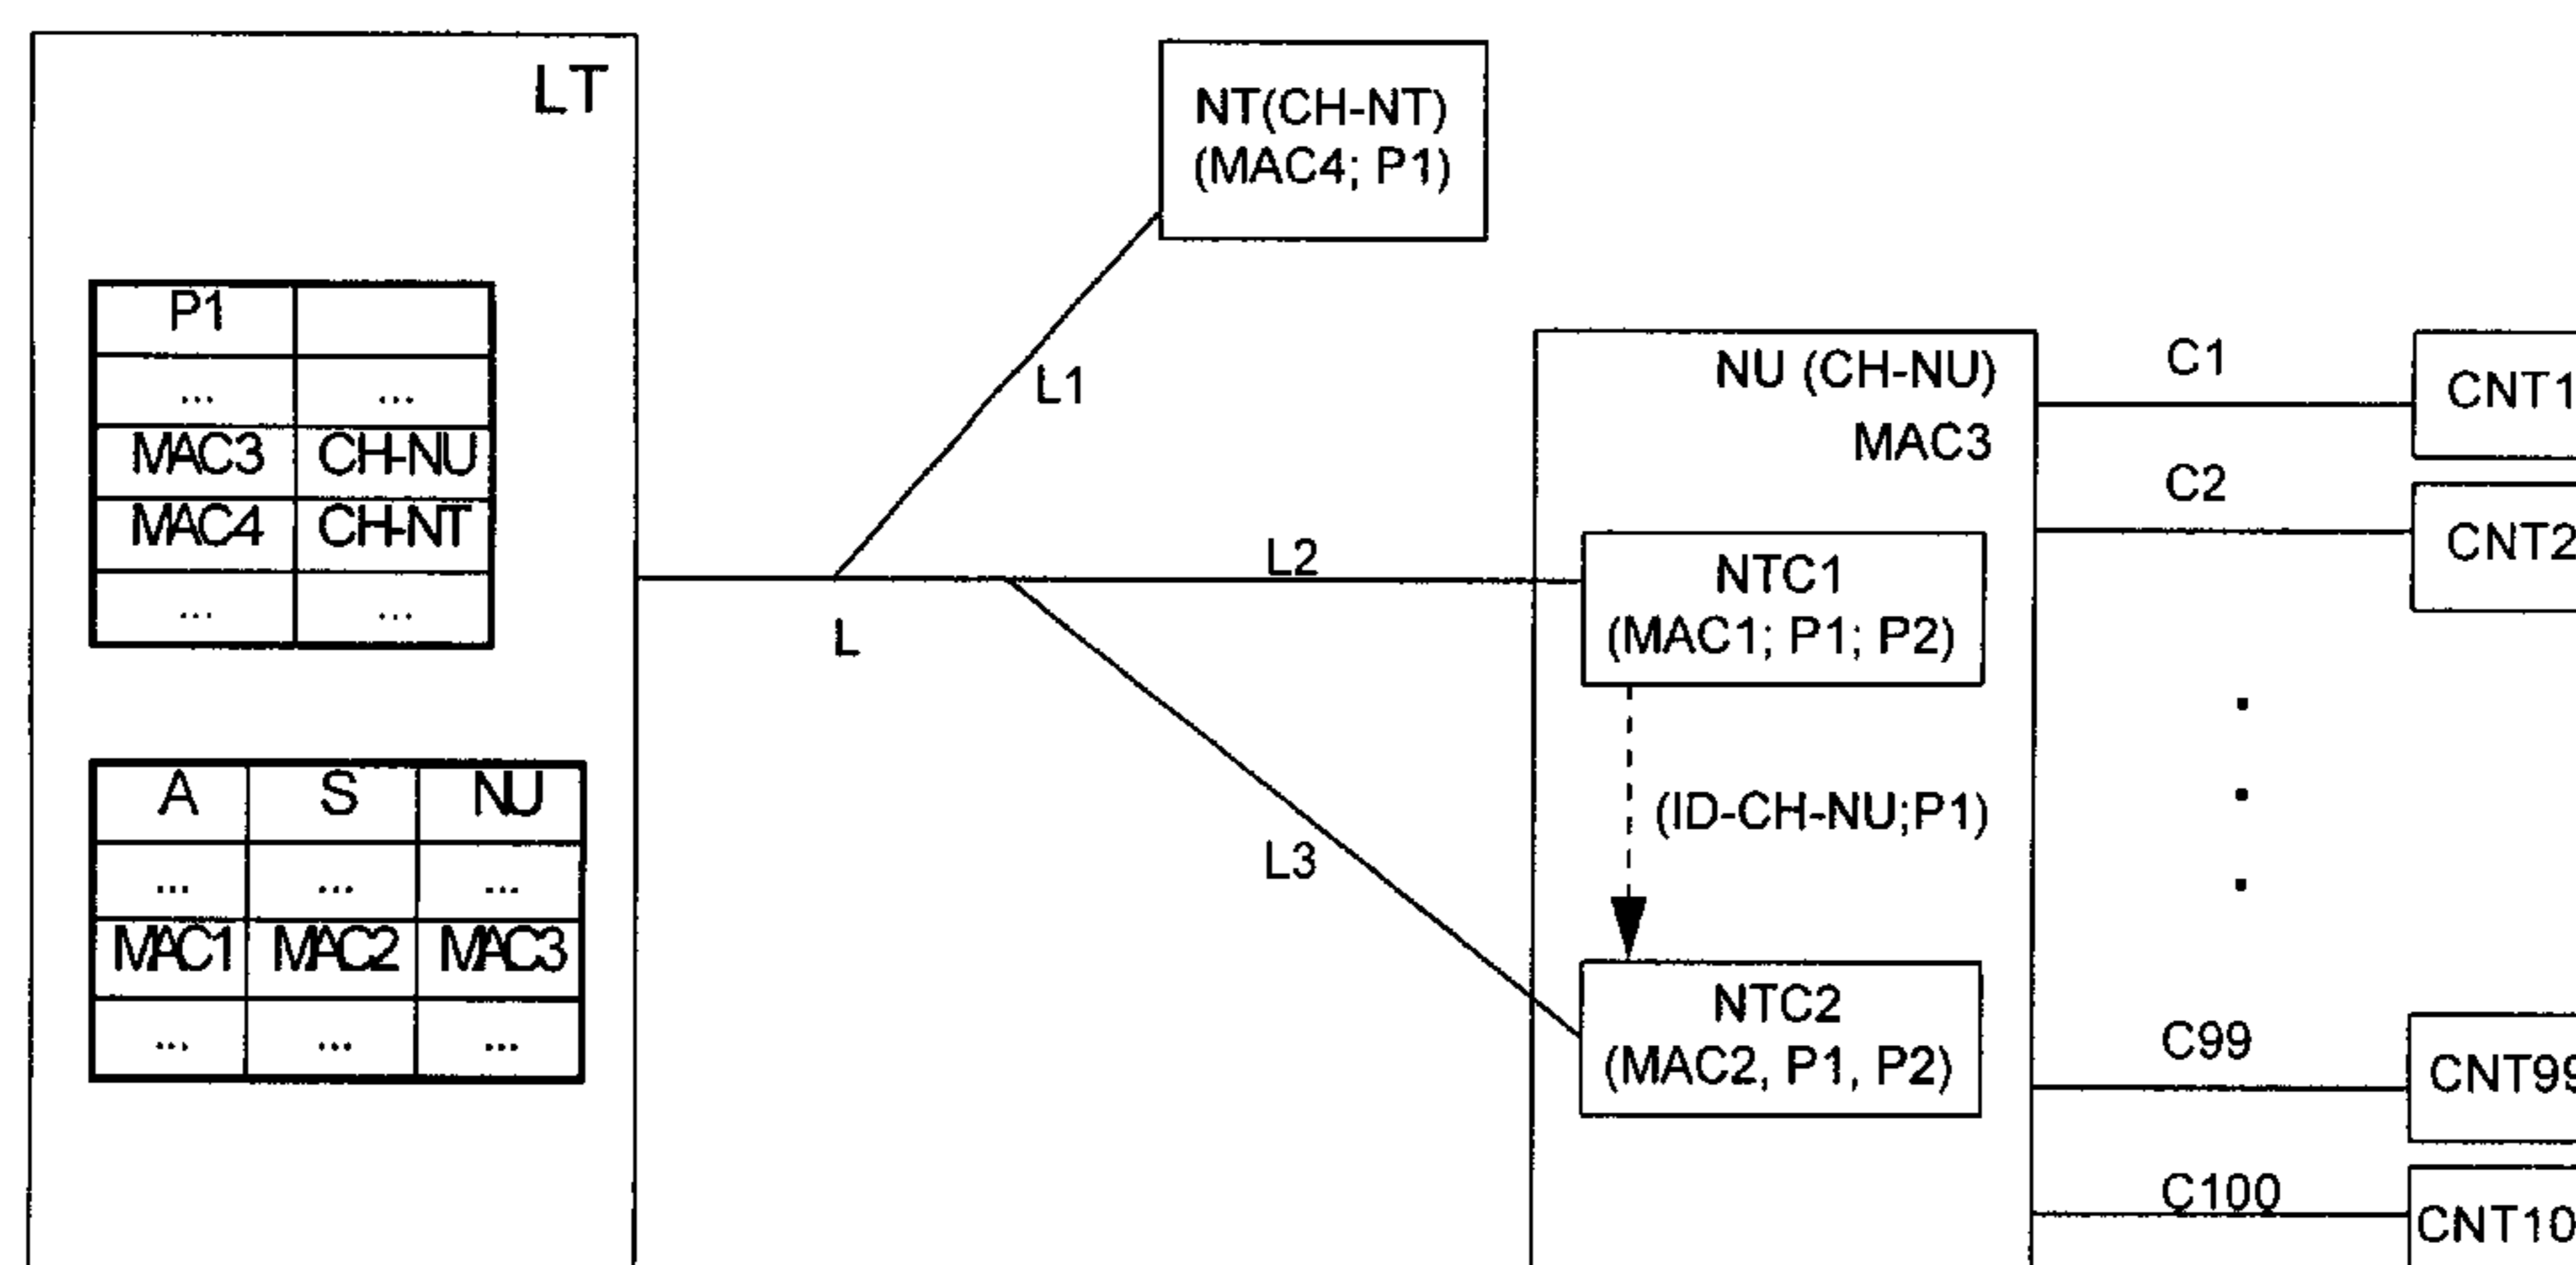 LT
P1
... ...
MAC3 CH-NU
MAC4 CH-NT
... ...
A S NU
... ... ...
MAC1 MAC2 MAC3
... ... ...
NT(CH-NT)
(MAC4; P1)
L1
L
L2
L3
NU (CH-NU)
MAC3
NTC1
(MAC1; P1; P2)
(ID-CH-NU;P1)
NTC2
(MAC2, P1, P2)
C1
CNT1
C2
CNT2
C99
CNT99
C100
CNT10